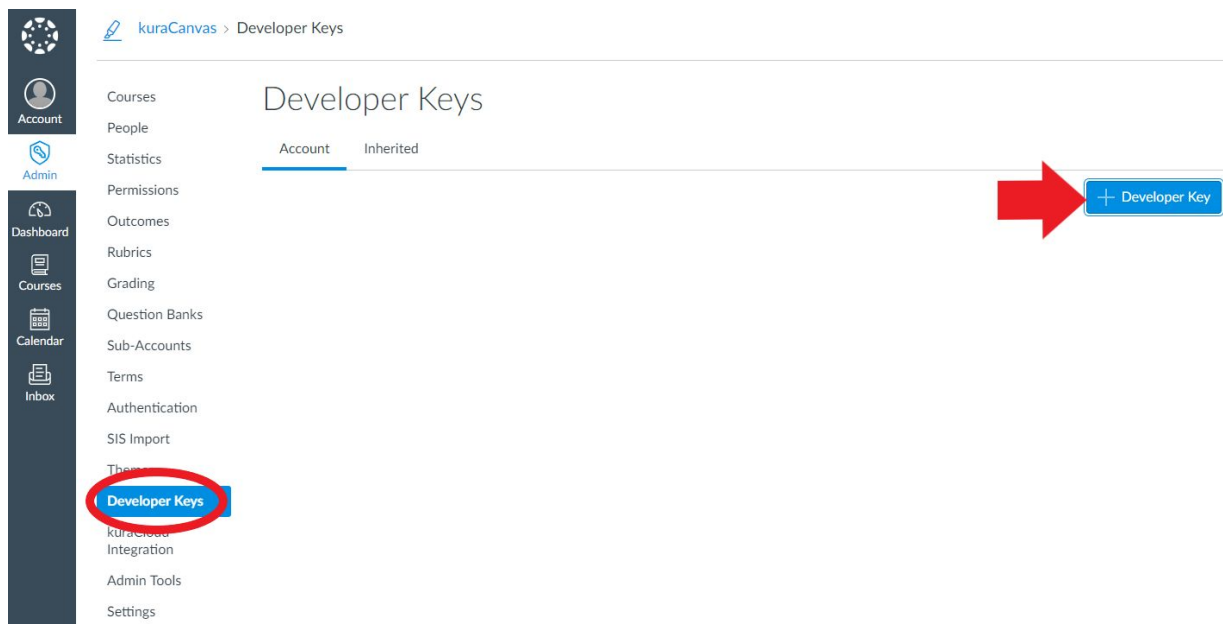 kuraCanvas > Developer Keys
Account
Admin
Dashboard
Courses
Calendar
Inbox
Courses
People
Statistics
Permissions
Outcomes
Rubrics
Grading
Question Banks
Sub-Accounts
Terms
Authentication
SIS Import
Developer Keys
kuraCloud
Integration
Admin Tools
Settings
Developer Keys
Account Inherited
+ Developer Key